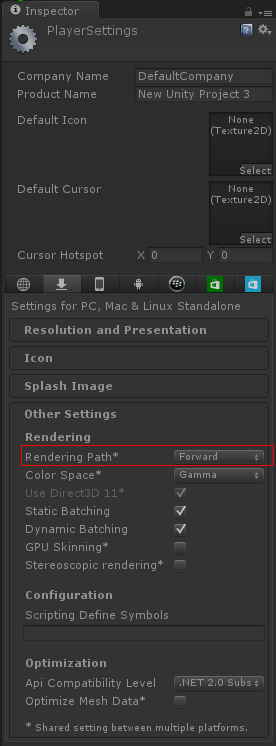 Inspector
PlayerSettings
Company Name DefaultCompany
Product Name New Unity Project 3
Default Icon None
(Texture2D)
Select
Default Cursor None
(Texture2D)
Select
Cursor Hotspot X 0 Y 0
Settings for PC, Mac & Linux Standalone
Resolution and Presentation
Icon
Splash Image
Other Settings
Rendering
Rendering Path* Forward
Color Space* Gamma
Use Direct3D 11*
Static Batching
Dynamic Batching
GPU Skinning*
Stereoscopic rendering*
Configuration
Scripting Define Symbols
Optimization
Api Compatibility Level .NET 2.0 Subs
Optimize Mesh Data*
* Shared setting between multiple platforms.